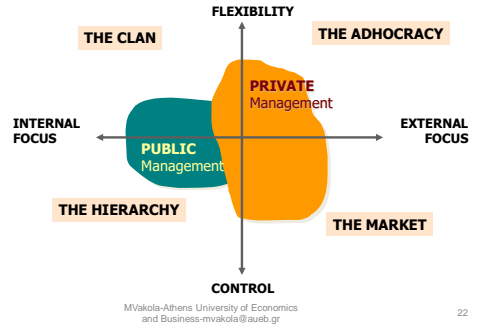 FLEXIBILITY
THE CLAN
THE ADHOCRACY
PRIVATE
Management
INTERNAL
FOCUS
EXTERNAL
FOCUS
PUBLIC
Management
THE HIERARCHY
THE MARKET
CONTROL
MVakola-Athens University of Economics
and Business-mvakola@aueb.gr
22